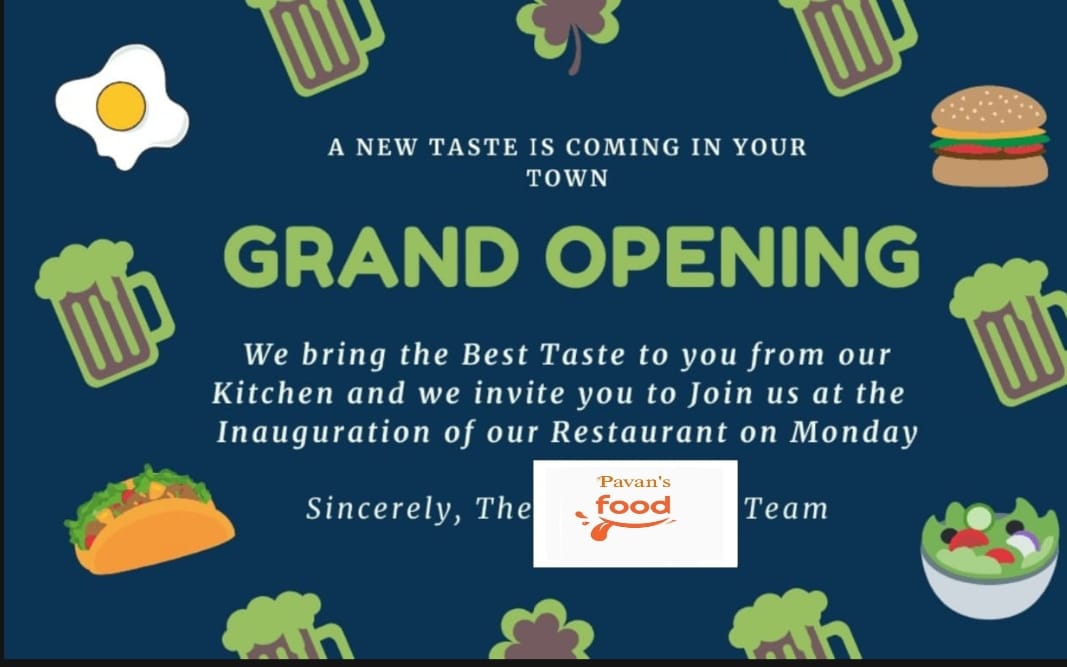 A NEW TASTE IS COMING IN YOUR
TOWN
GRAND OPENING
We bring the Best Taste to you from our
Kitchen and we invite you to Join us at the
Inauguration of our Restaurant on Monday
Pavan's
Sincerely, The food Team